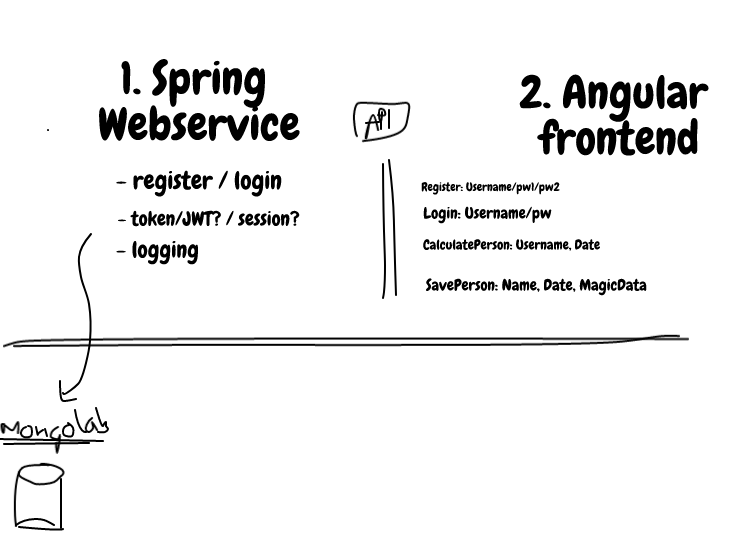 1. Spring
Webservice
- register / login
- token/JWT? / session?
- logging
API
2. Angular
frontend
Register: Username/pw1/pw2
Login: Username/pw
CalculatePerson: Username, Date
SavePerson: Name, Date, MagicData
Mongolab